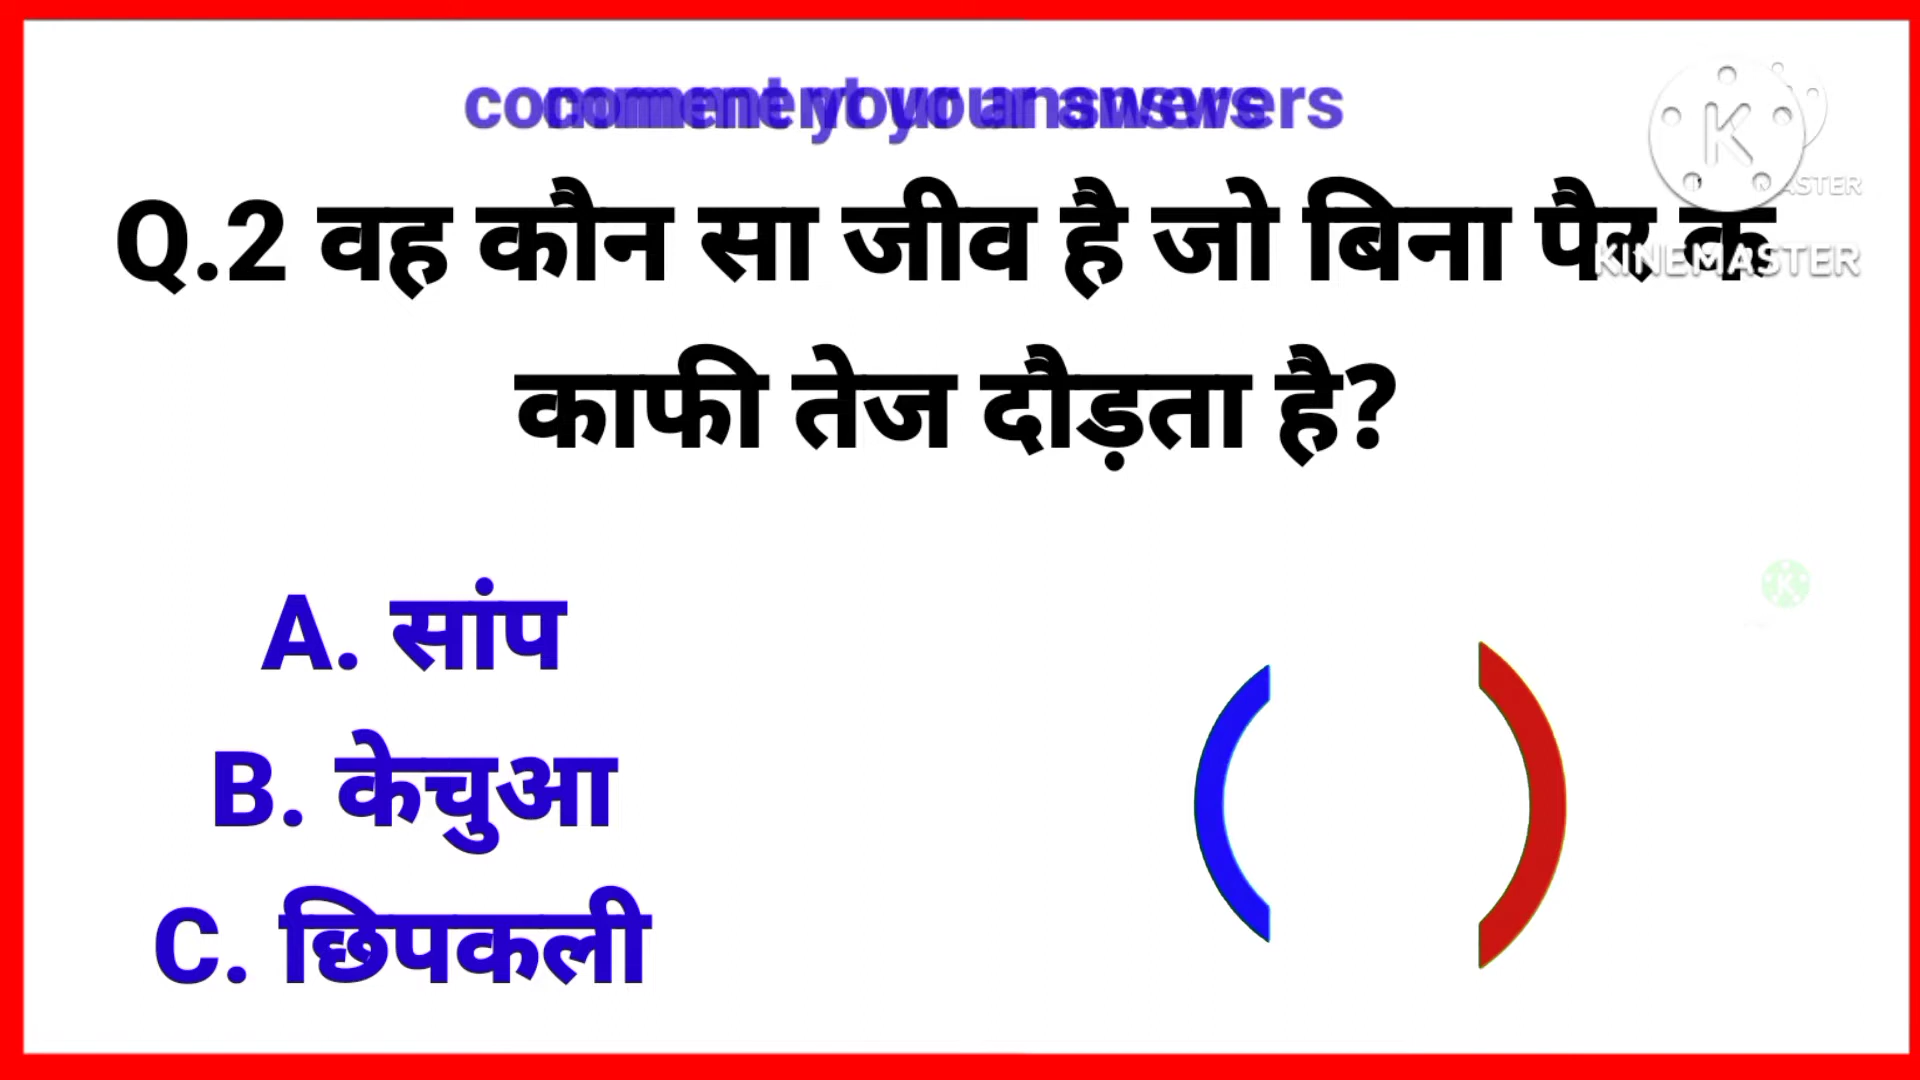 comment your answers
Q.2 वह कौन सा जीव है जो बिना पैर के
काफी तेज दौड़ता है?
A. सांप
B. केचुआ
C. छिपकली
KINEMASTER